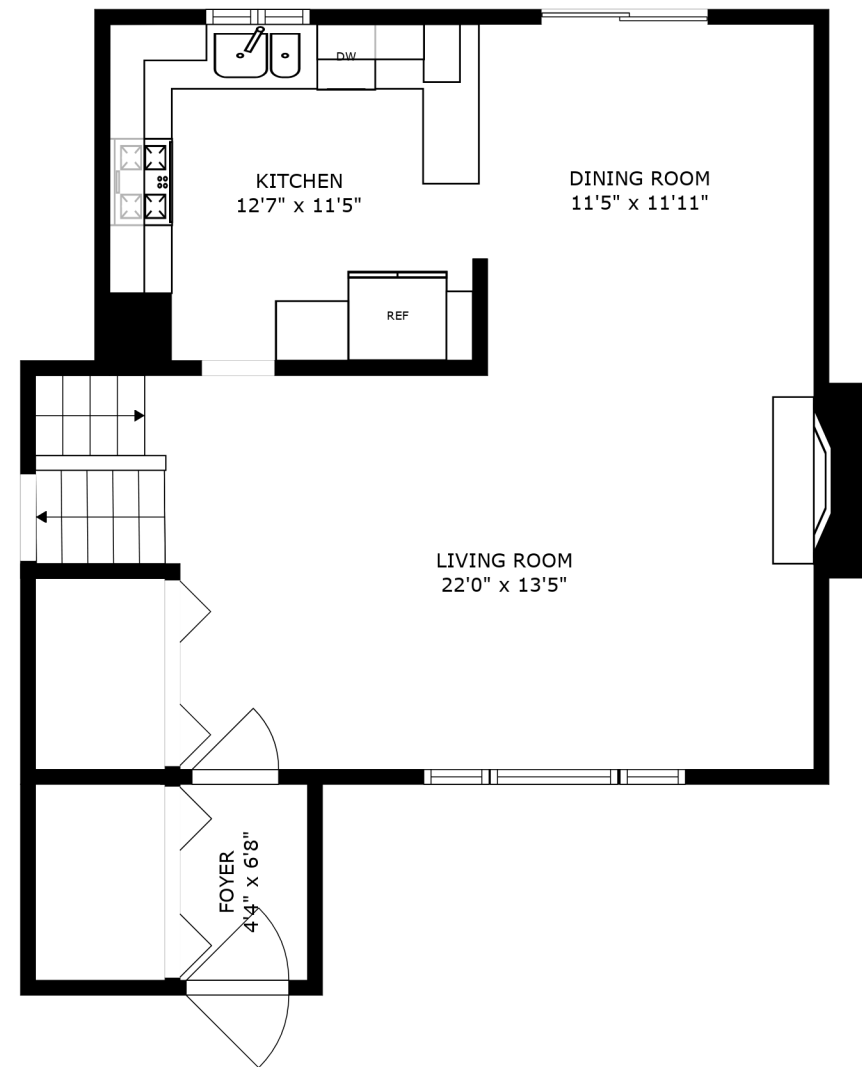 DW
KITCHEN
12'7" x 11'5"
DINING ROOM
11'5" x 11'11"
REF
LIVING ROOM
22'0" x 13'5"
FOYER
4'4" x 6'8"